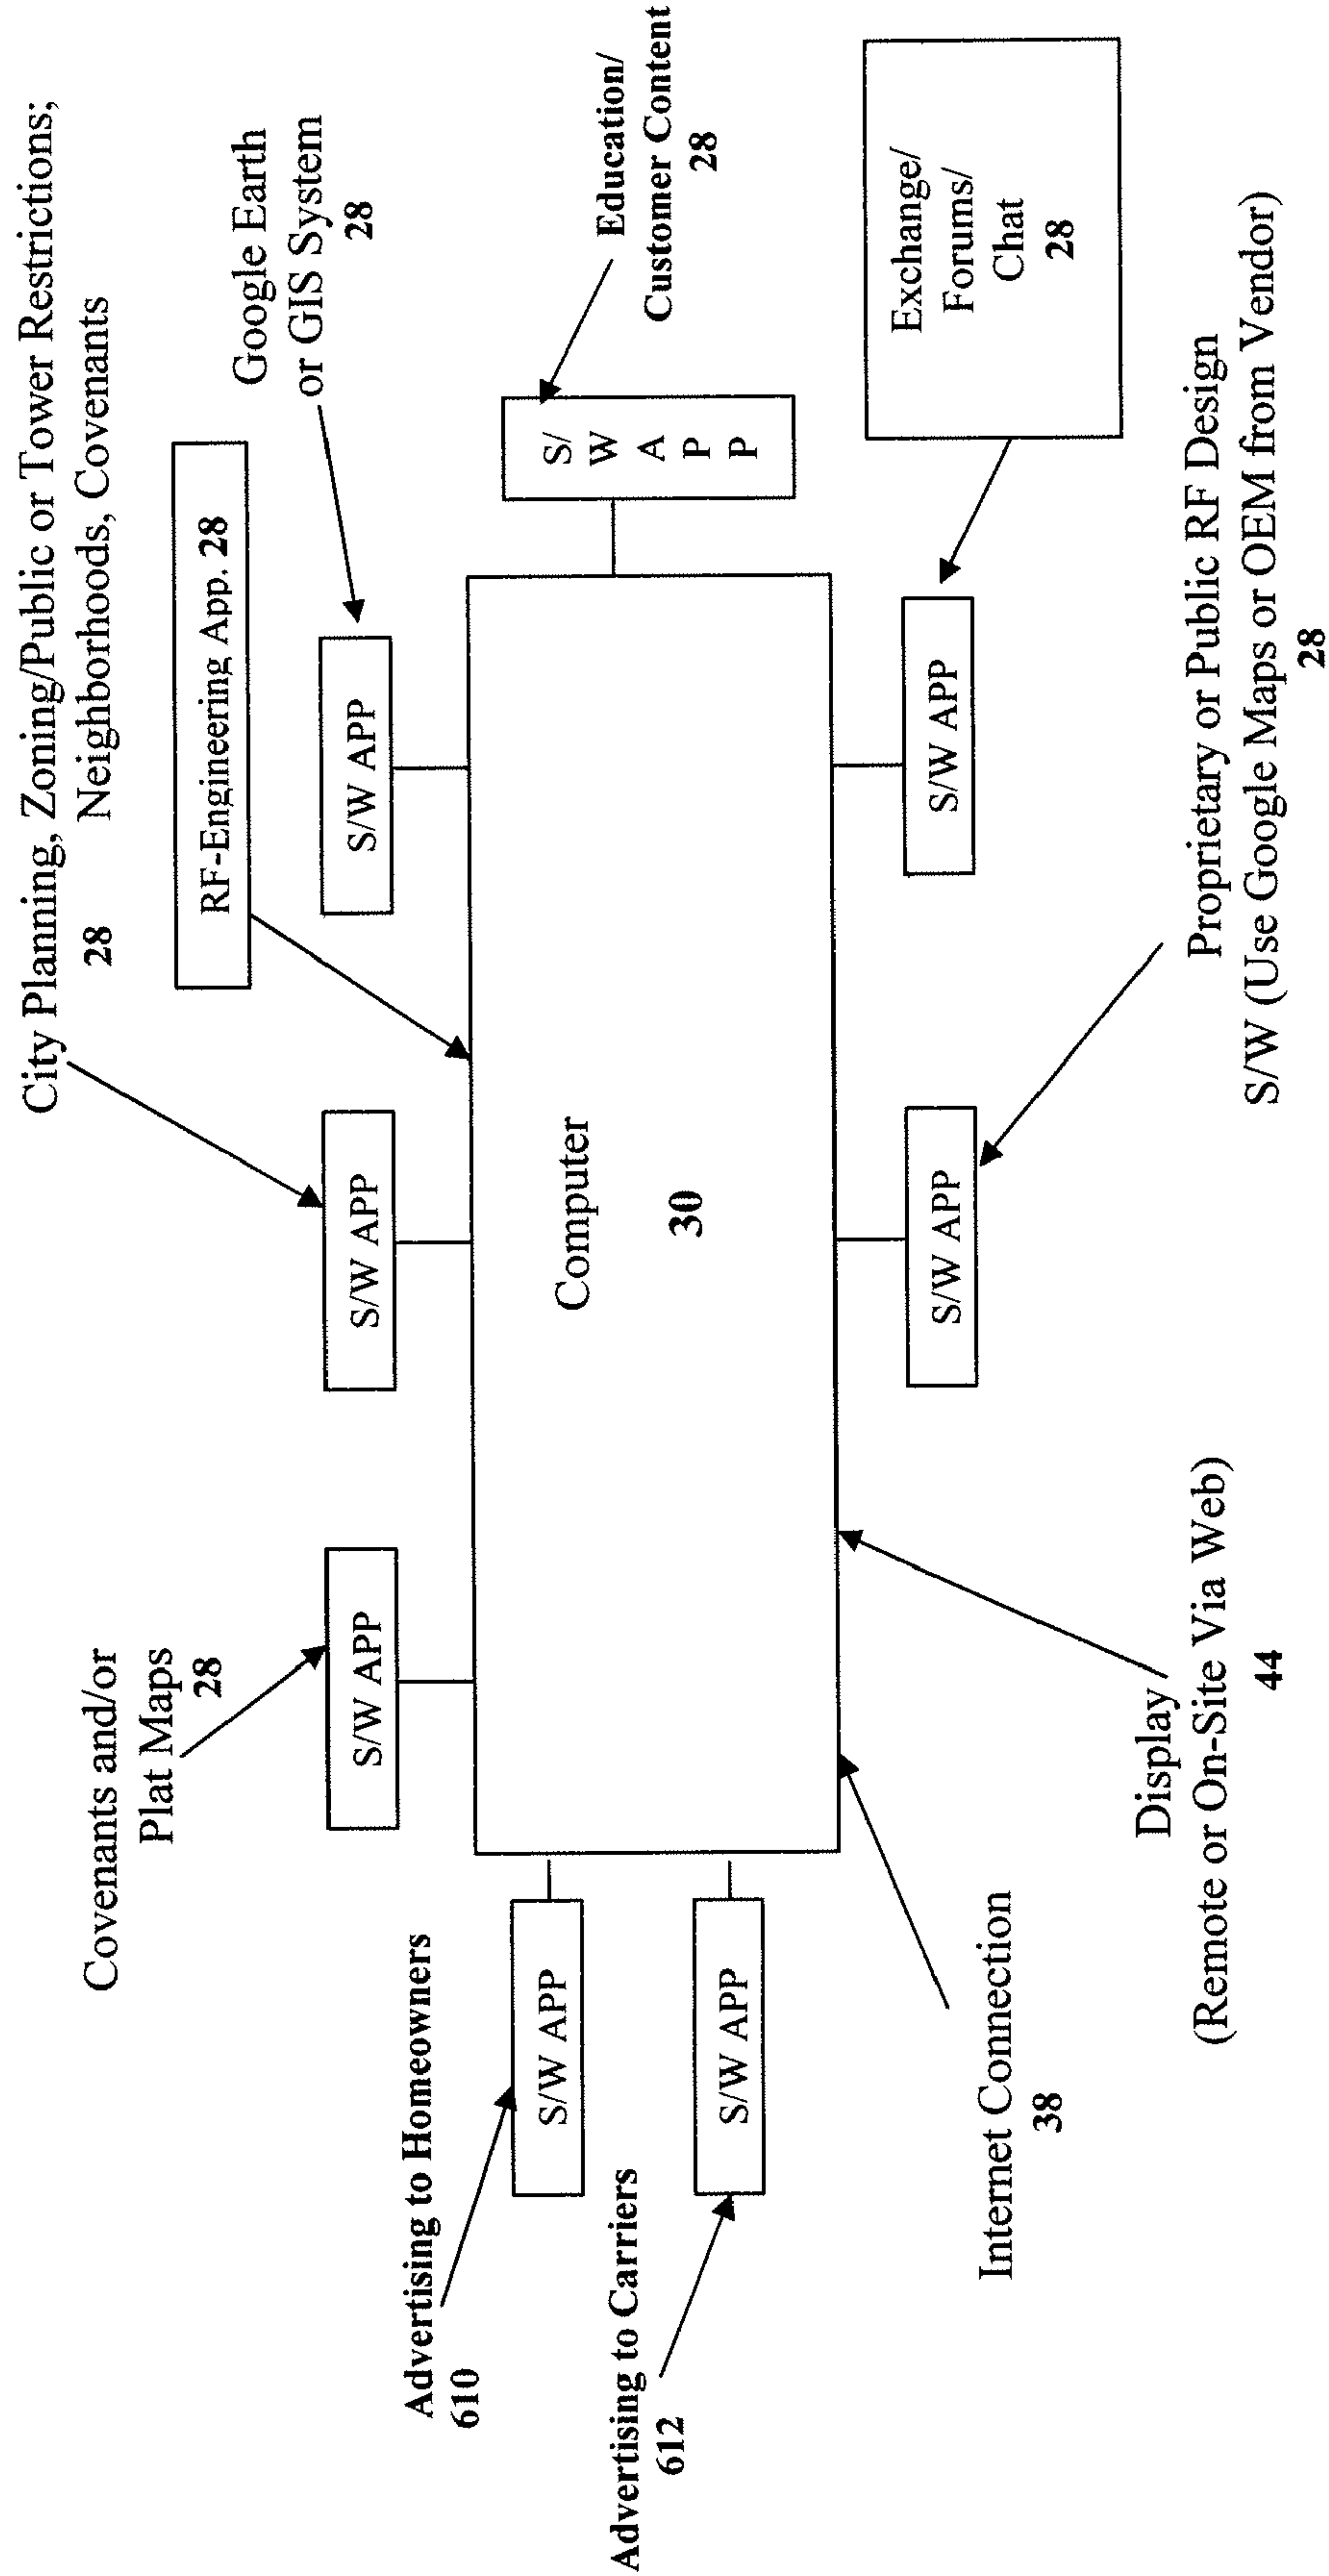 City Planning, Zoning/Public or Tower Restrictions;
28 Neighborhoods, Covenants
Covenants and/or
Plat Maps
28
RF-Engineering App. 28
Google Earth
or GIS System
28
S/W APP
S/W APP
S/W APP
Advertising to Homeowners
610
S/W APP
Advertising to Carriers
612
S/W APP
Computer
30
S/
W
A
P
P
Education/
Customer Content
28
S/W APP
S/W APP
Exchange/
Forums/
Chat
28
Internet Connection
38
Display
(Remote or On-Site Via Web)
44
Proprietary or Public RF Design
S/W (Use Google Maps or OEM from Vendor)
28